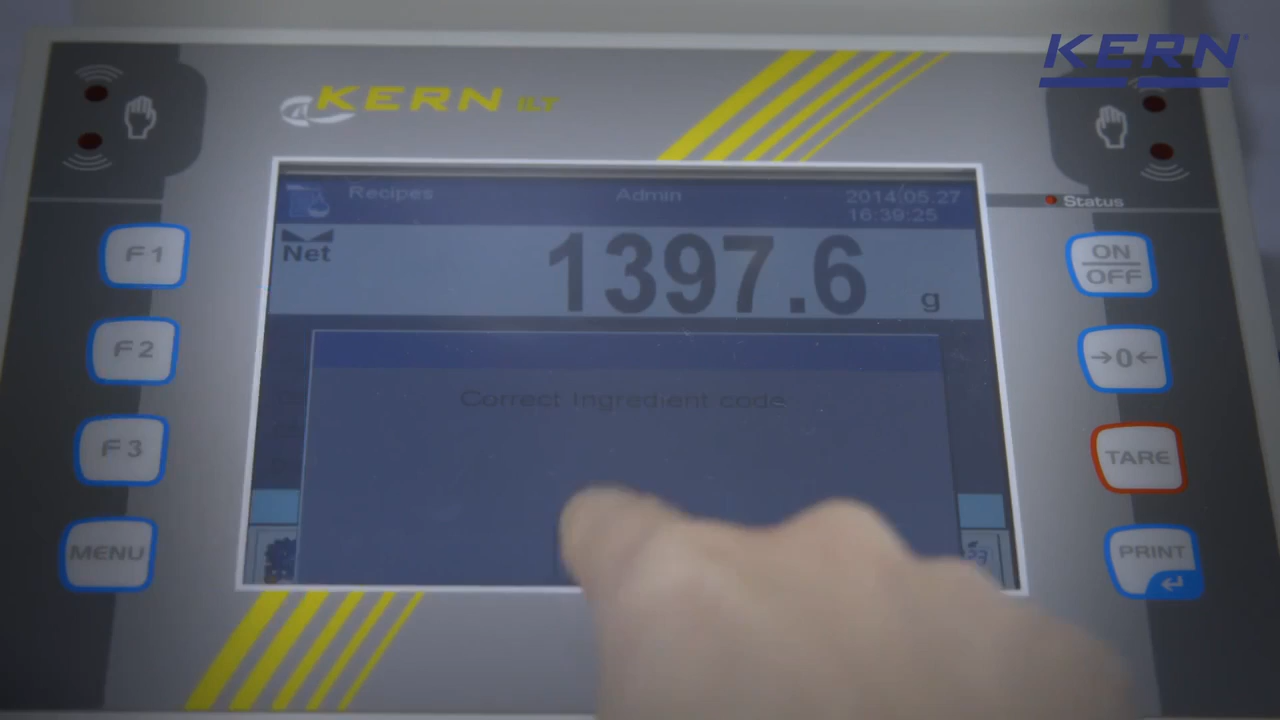 KERN
KERN ILT
Recipes Admin 2014/05/27
16:39:25
Status
Net 1397.6 g
Correct Ingredient code
F1
F2
F3
MENU
ON
OFF
→0←
TARE
PRINT